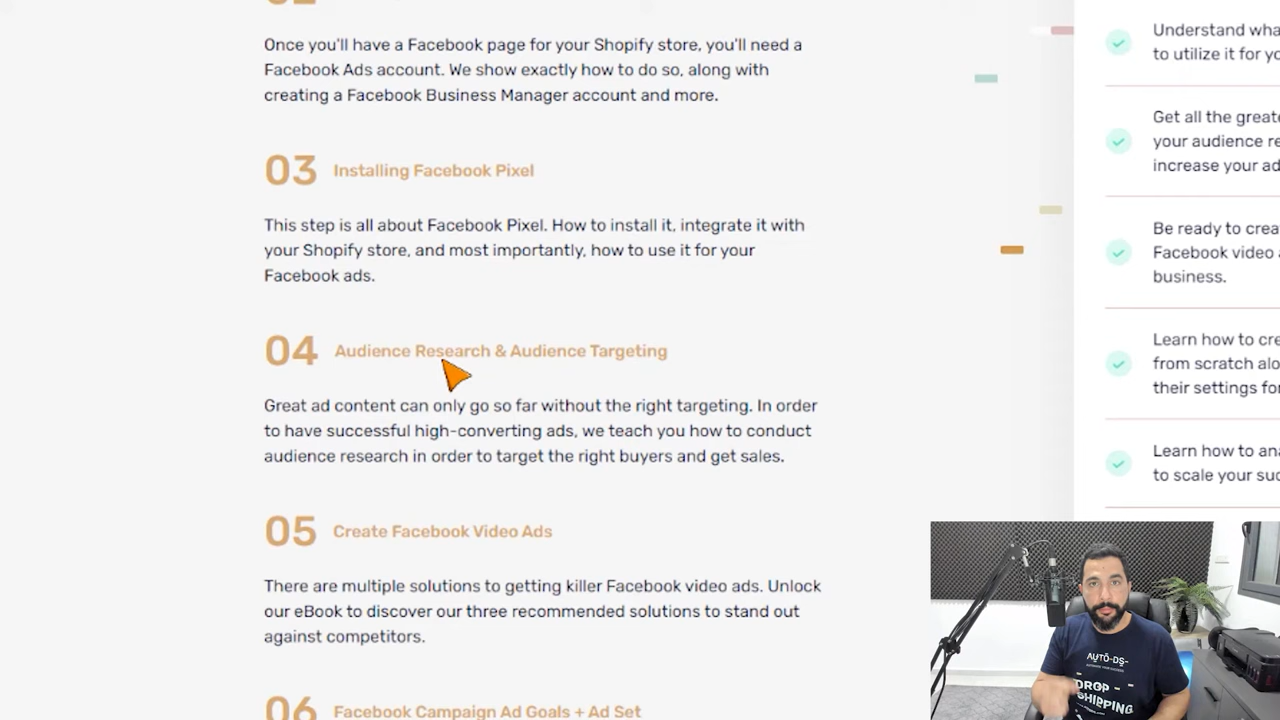 Once you'll have a Facebook page for your Shopify store, you'll need a
Facebook Ads account. We show exactly how to do so, along with
creating a Facebook Business Manager account and more.
03 Installing Facebook Pixel
This step is all about Facebook Pixel. How to install it, integrate it with
your Shopify store, and most importantly, how to use it for your
Facebook ads.
04 Audience Research & Audience Targeting
Great ad content can only go so far without the right targeting. In order
to have successful high-converting ads, we teach you how to conduct
audience research in order to target the right buyers and get sales.
05 Create Facebook Video Ads
There are multiple solutions to getting killer Facebook video ads. Unlock
our eBook to discover our three recommended solutions to stand out
against competitors.
06 Facebook Campaign Ad Goals + Ad Set
Understand wha
to utilize it for yo
Get all the greate
your audience re
increase your ad
Be ready to crea
Facebook video a
business.
Learn how to cre
from scratch alo
their settings for
Learn how to ana
to scale your suc
AUTO-DS
DROP
SHIPPING